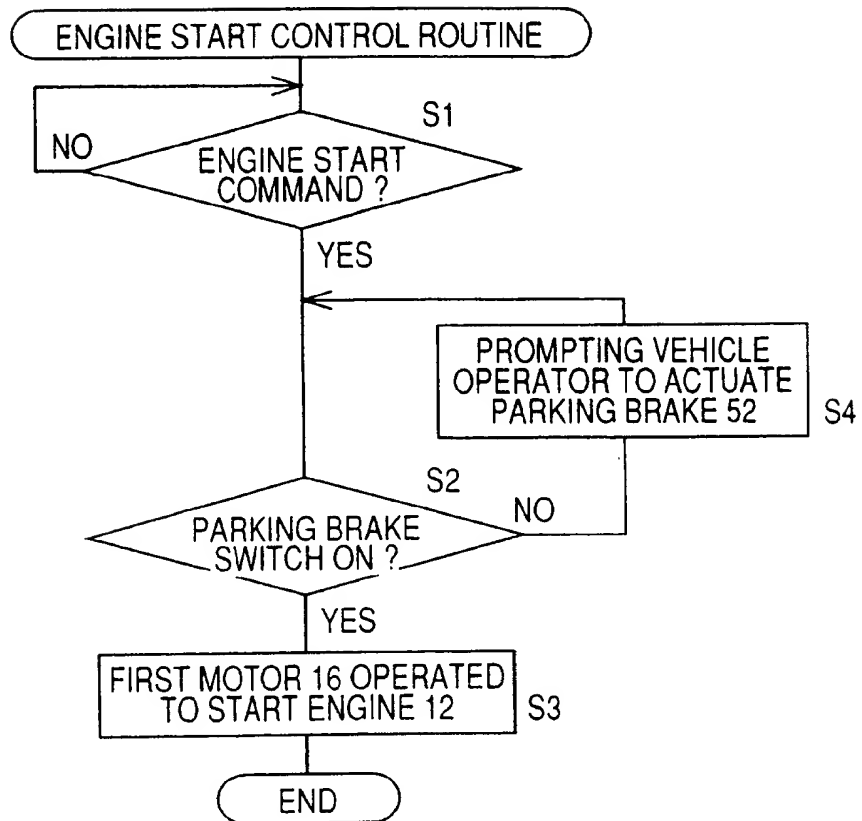 ENGINE START CONTROL ROUTINE
S1
NO
ENGINE START
COMMAND ?
YES
PROMPTING VEHICLE
OPERATOR TO ACTUATE
PARKING BRAKE 52
S4
S2
NO
PARKING BRAKE
SWITCH ON ?
YES
FIRST MOTOR 16 OPERATED
TO START ENGINE 12
S3
END